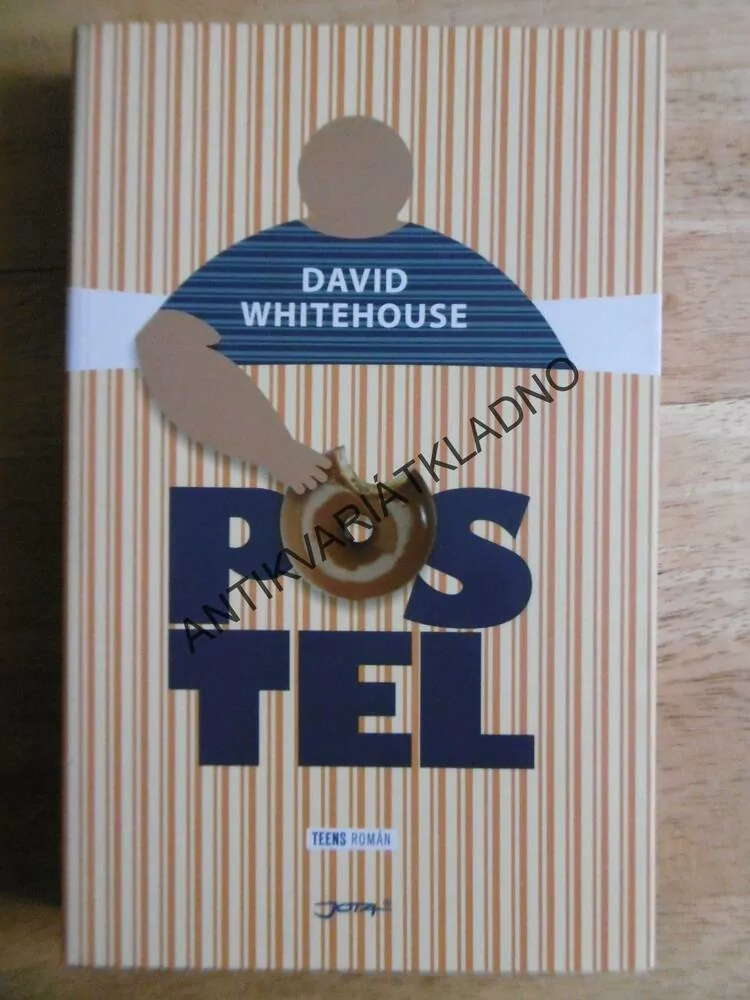 DAVID
WHITEHOUSE
POS
TEL
TEENS ROMÁN
JOTA
ANTIKVARIÁTKLADNO